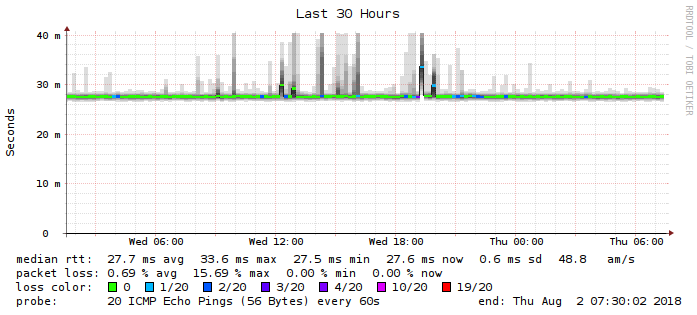 Last 30 Hours
RRDTOOL / TOBI OETIKER
Seconds
40 m
30 m
20 m
10 m
0
Wed 06:00 Wed 12:00 Wed 18:00 Thu 00:00 Thu 06:00
median rtt: 27.7 ms avg 33.6 ms max 27.5 ms min 27.6 ms now 0.6 ms sd 48.8 am/s
packet loss: 0.69 % avg 15.69 % max 0.00 % min 0.00 % now
loss color: 0 1/20 2/20 3/20 4/20 10/20 19/20
probe: 20 ICMP Echo Pings (56 Bytes) every 60s end: Thu Aug 2 07:30:02 2018